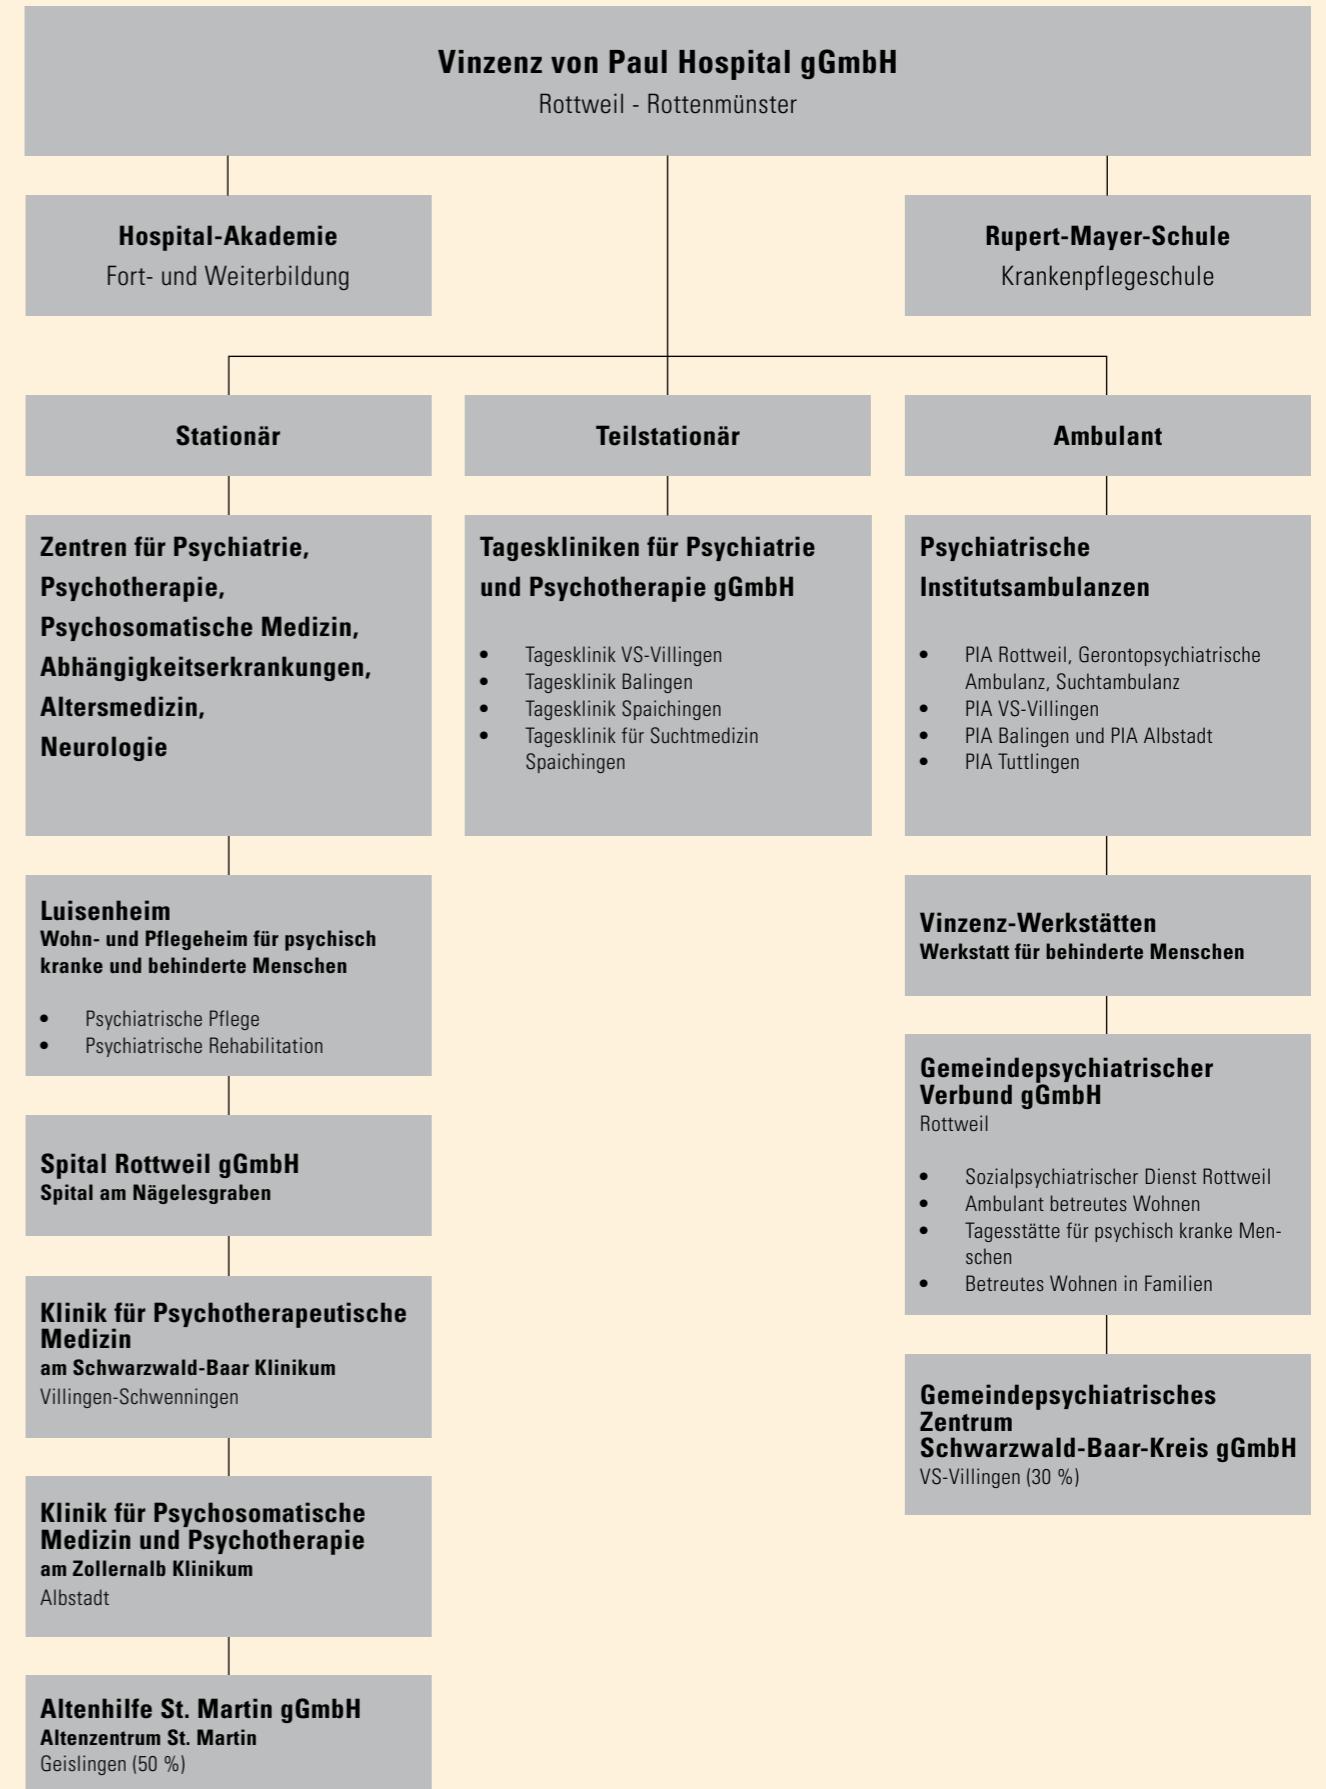 Vinzenz von Paul Hospital gGmbH
Rottweil - Rottenmünster
Hospital-Akademie
Fort- und Weiterbildung
Rupert-Mayer-Schule
Krankenpflegeschule
Stationär
Teilstationär
Ambulant
Zentren für Psychiatrie,
Psychotherapie,
Psychosomatische Medizin,
Abhängigkeitserkrankungen,
Altersmedizin,
Neurologie
Tageskliniken für Psychiatrie
und Psychotherapie gGmbH
• Tagesklinik VS-Villingen
• Tagesklinik Balingen
• Tagesklinik Spaichingen
• Tagesklinik für Suchtmedizin
Spaichingen
Psychiatrische
Institutsambulanzen
• PIA Rottweil, Gerontopsychiatrische
Ambulanz, Suchtambulanz
• PIA VS-Villingen
• PIA Balingen und PIA Albstadt
• PIA Tuttlingen
Luisenheim
Wohn- und Pflegeheim für psychisch
kranke und behinderte Menschen
• Psychiatrische Pflege
• Psychiatrische Rehabilitation
Spital Rottweil gGmbH
Spital am Nägelesgraben
Klinik für Psychotherapeutische
Medizin
am Schwarzwald-Baar Klinikum
Villingen-Schwenningen
Klinik für Psychosomatische
Medizin und Psychotherapie
am Zollernalb Klinikum
Albstadt
Altenhilfe St. Martin gGmbH
Altenzentrum St. Martin
Geislingen (50 %)
Vinzenz-Werkstätten
Werkstatt für behinderte Menschen
Gemeindepsychiatrischer
Verbund gGmbH
Rottweil
• Sozialpsychiatrischer Dienst Rottweil
• Ambulant betreutes Wohnen
• Tagesstätte für psychisch kranke Men-
schen
• Betreutes Wohnen in Familien
Gemeindepsychiatrisches
Zentrum
Schwarzwald-Baar-Kreis gGmbH
VS-Villingen (30 %)